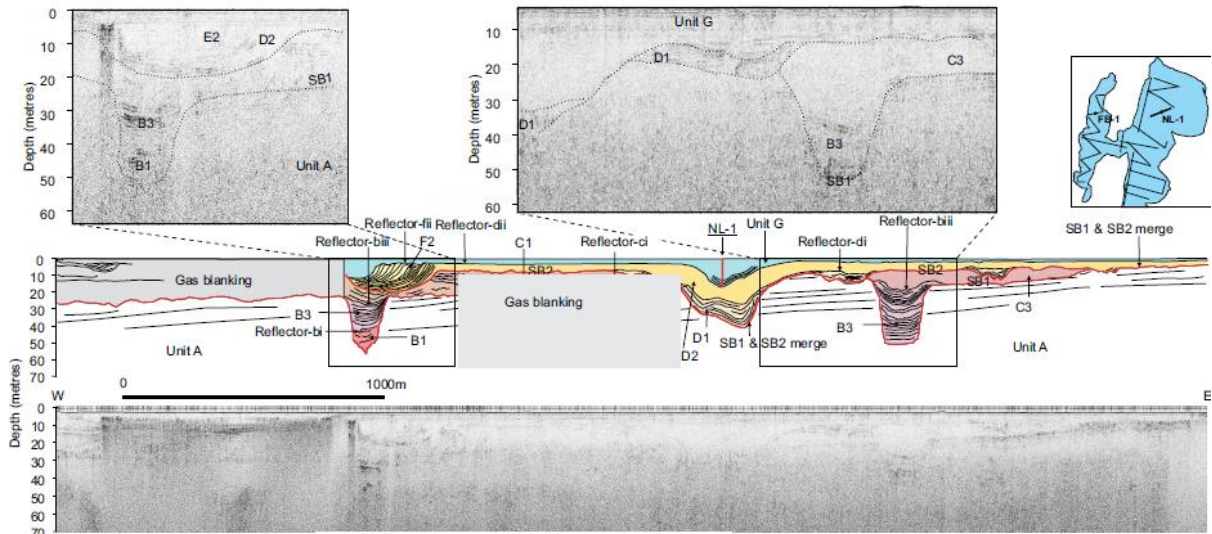 Depth (metres)
0
10
20
30
40
50
60
E2
D2
SB1
B3
B1
Unit A
Depth (metres)
0
10
20
30
40
50
60
Unit G
D1
C3
D1
B3
SB1
FB-1
NL-1
Reflector-fii
Reflector-dii
Reflector-biii
F2
C1
Reflector-ci
NL-1
Unit G
Reflector-biii
Reflector-di
SB1 and SB2 merge
Depth (metres)
0
10
20
30
40
50
60
70
Gas blanking
SB2
Gas blanking
SB2
SB1
C3
B3
Reflector-bi
B1
Unit A
D1
D2
SB1 & SB2 merge
B3
Unit A
0
1000m
W
E
Depth (metres)
0
10
20
30
40
50
60
70